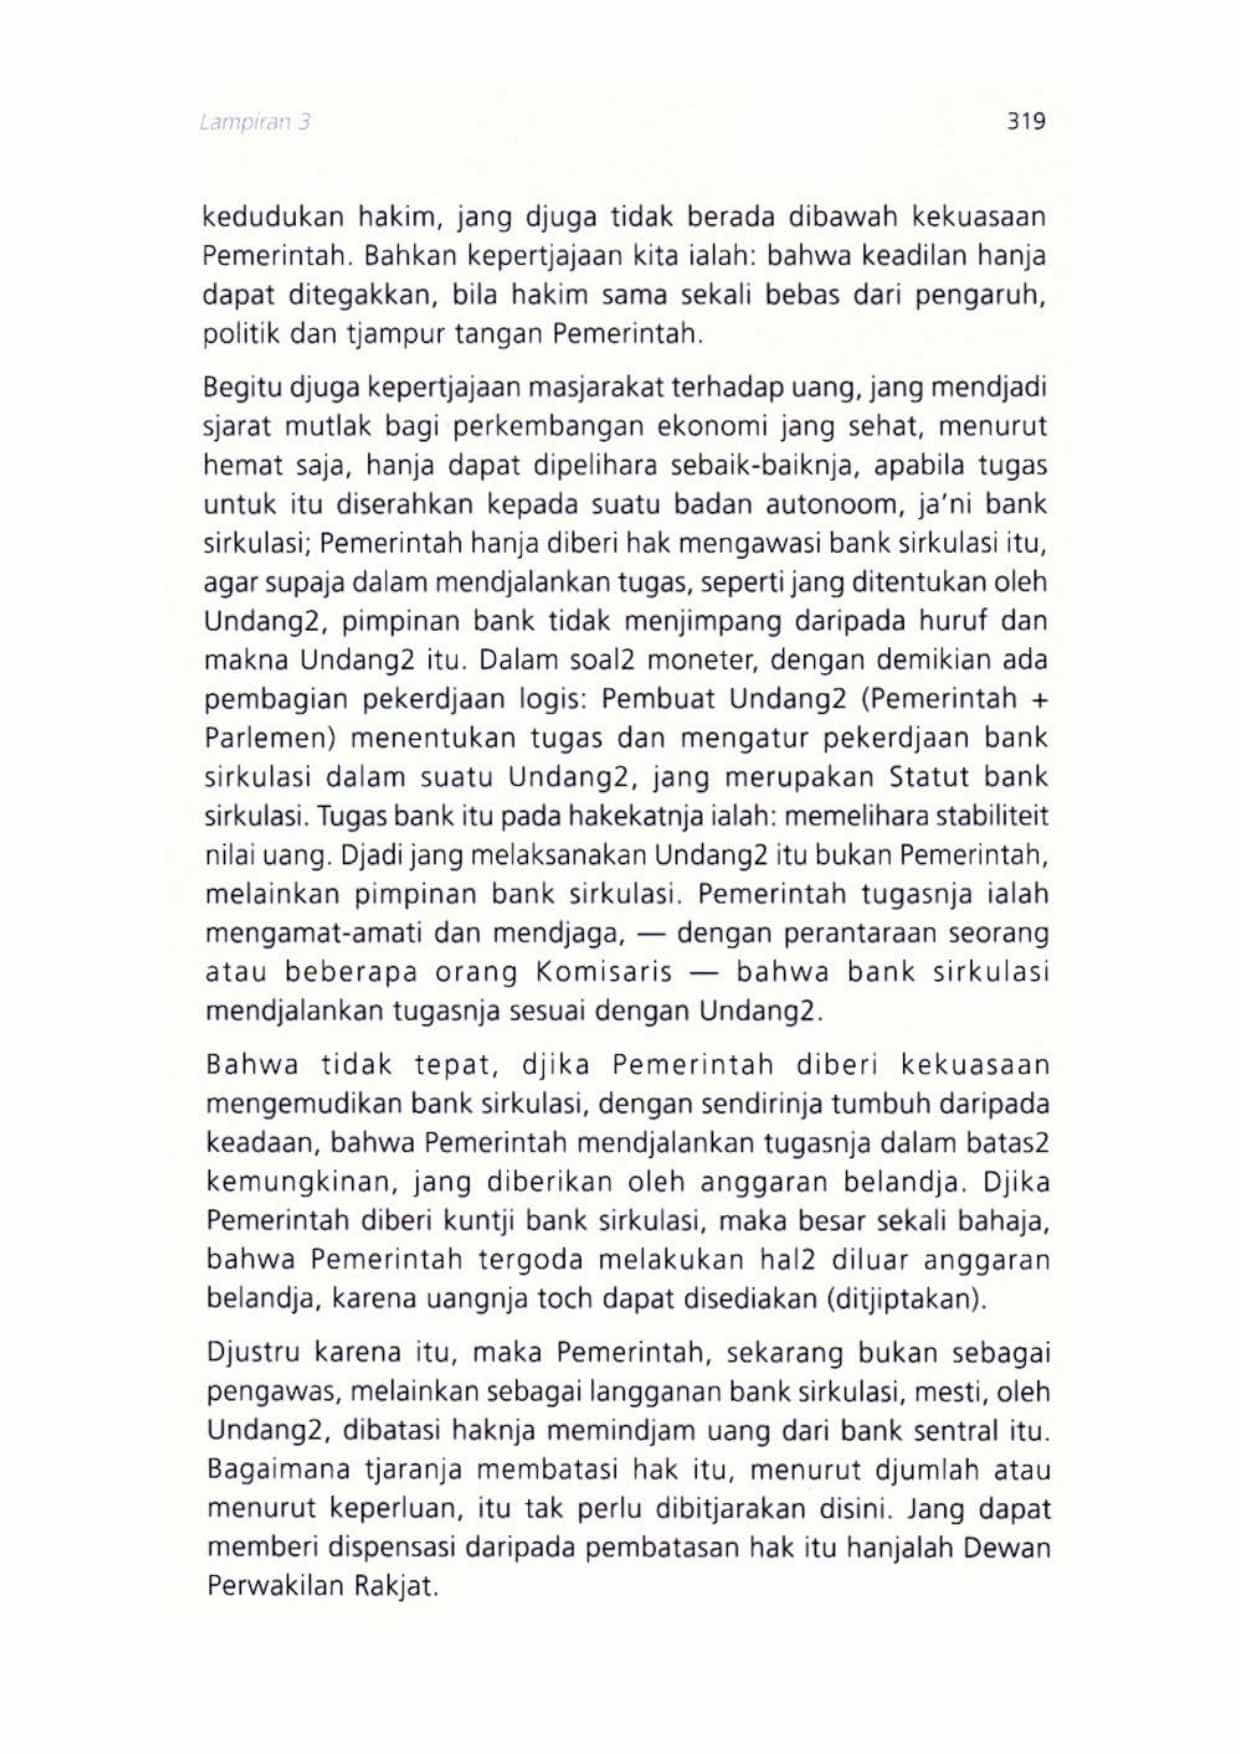 Lampiran 3
319
kedudukan hakim, jang djuga tidak berada dibawah kekuasaan
Pemerintah. Bahkan kepertjajaan kita ialah: bahwa keadilan hanja
dapat ditegakkan, bila hakim sama sekali bebas dari pengaruh,
politik dan tjampur tangan Pemerintah.
Begitu djuga kepertjajaan masjarakat terhadap uang, jang mendjadi
sjarat mutlak bagi perkembangan ekonomi jang sehat, menurut
hemat saja, hanja dapat dipelihara sebaik-baiknja, apabila tugas
untuk itu diserahkan kepada suatu badan autonoom, ja'ni bank
sirkulasi; Pemerintah hanja diberi hak mengawasi bank sirkulasi itu,
agar supaja dalam mendjalankan tugas, seperti jang ditentukan oleh
Undang2, pimpinan bank tidak menjimpang daripada huruf dan
makna Undang2 itu. Dalam soal2 moneter, dengan demikian ada
pembagian pekerdjaan logis: Pembuat Undang2 (Pemerintah +
Parlemen) menentukan tugas dan mengatur pekerdjaan bank
sirkulasi dalam suatu Undang2, jang merupakan Statut bank
sirkulasi. Tugas bank itu pada hakekatnja ialah: memelihara stabiliteit
nilai uang. Djadi jang melaksanakan Undang2 itu bukan Pemerintah,
melainkan pimpinan bank sirkulasi. Pemerintah tugasnja ialah
mengamat-amati dan mendjaga, — dengan perantaraan seorang
atau beberapa orang Komisaris — bahwa bank sirkulasi
mendjalankan tugasnja sesuai dengan Undang2.
Bahwa tidak tepat, djika Pemerintah diberi kekuasaan
mengemudikan bank sirkulasi, dengan sendirinja tumbuh daripada
keadaan, bahwa Pemerintah mendjalankan tugasnja dalam batas2
kemungkinan, jang diberikan oleh anggaran belandja. Djika
Pemerintah diberi kuntji bank sirkulasi, maka besar sekali bahaja,
bahwa Pemerintah tergoda melakukan hal2 diluar anggaran
belandja, karena uangnja toch dapat disediakan (ditjiptakan).
Djustru karena itu, maka Pemerintah, sekarang bukan sebagai
pengawas, melainkan sebagai langganan bank sirkulasi, mesti, oleh
Undang2, dibatasi haknja memindjam uang dari bank sentral itu.
Bagaimana tjaranja membatasi hak itu, menurut djumlah atau
menurut keperluan, itu tak perlu dibitjarakan disini. Jang dapat
memberi dispensasi daripada pembatasan hak itu hanjalah Dewan
Perwakilan Rakjat.